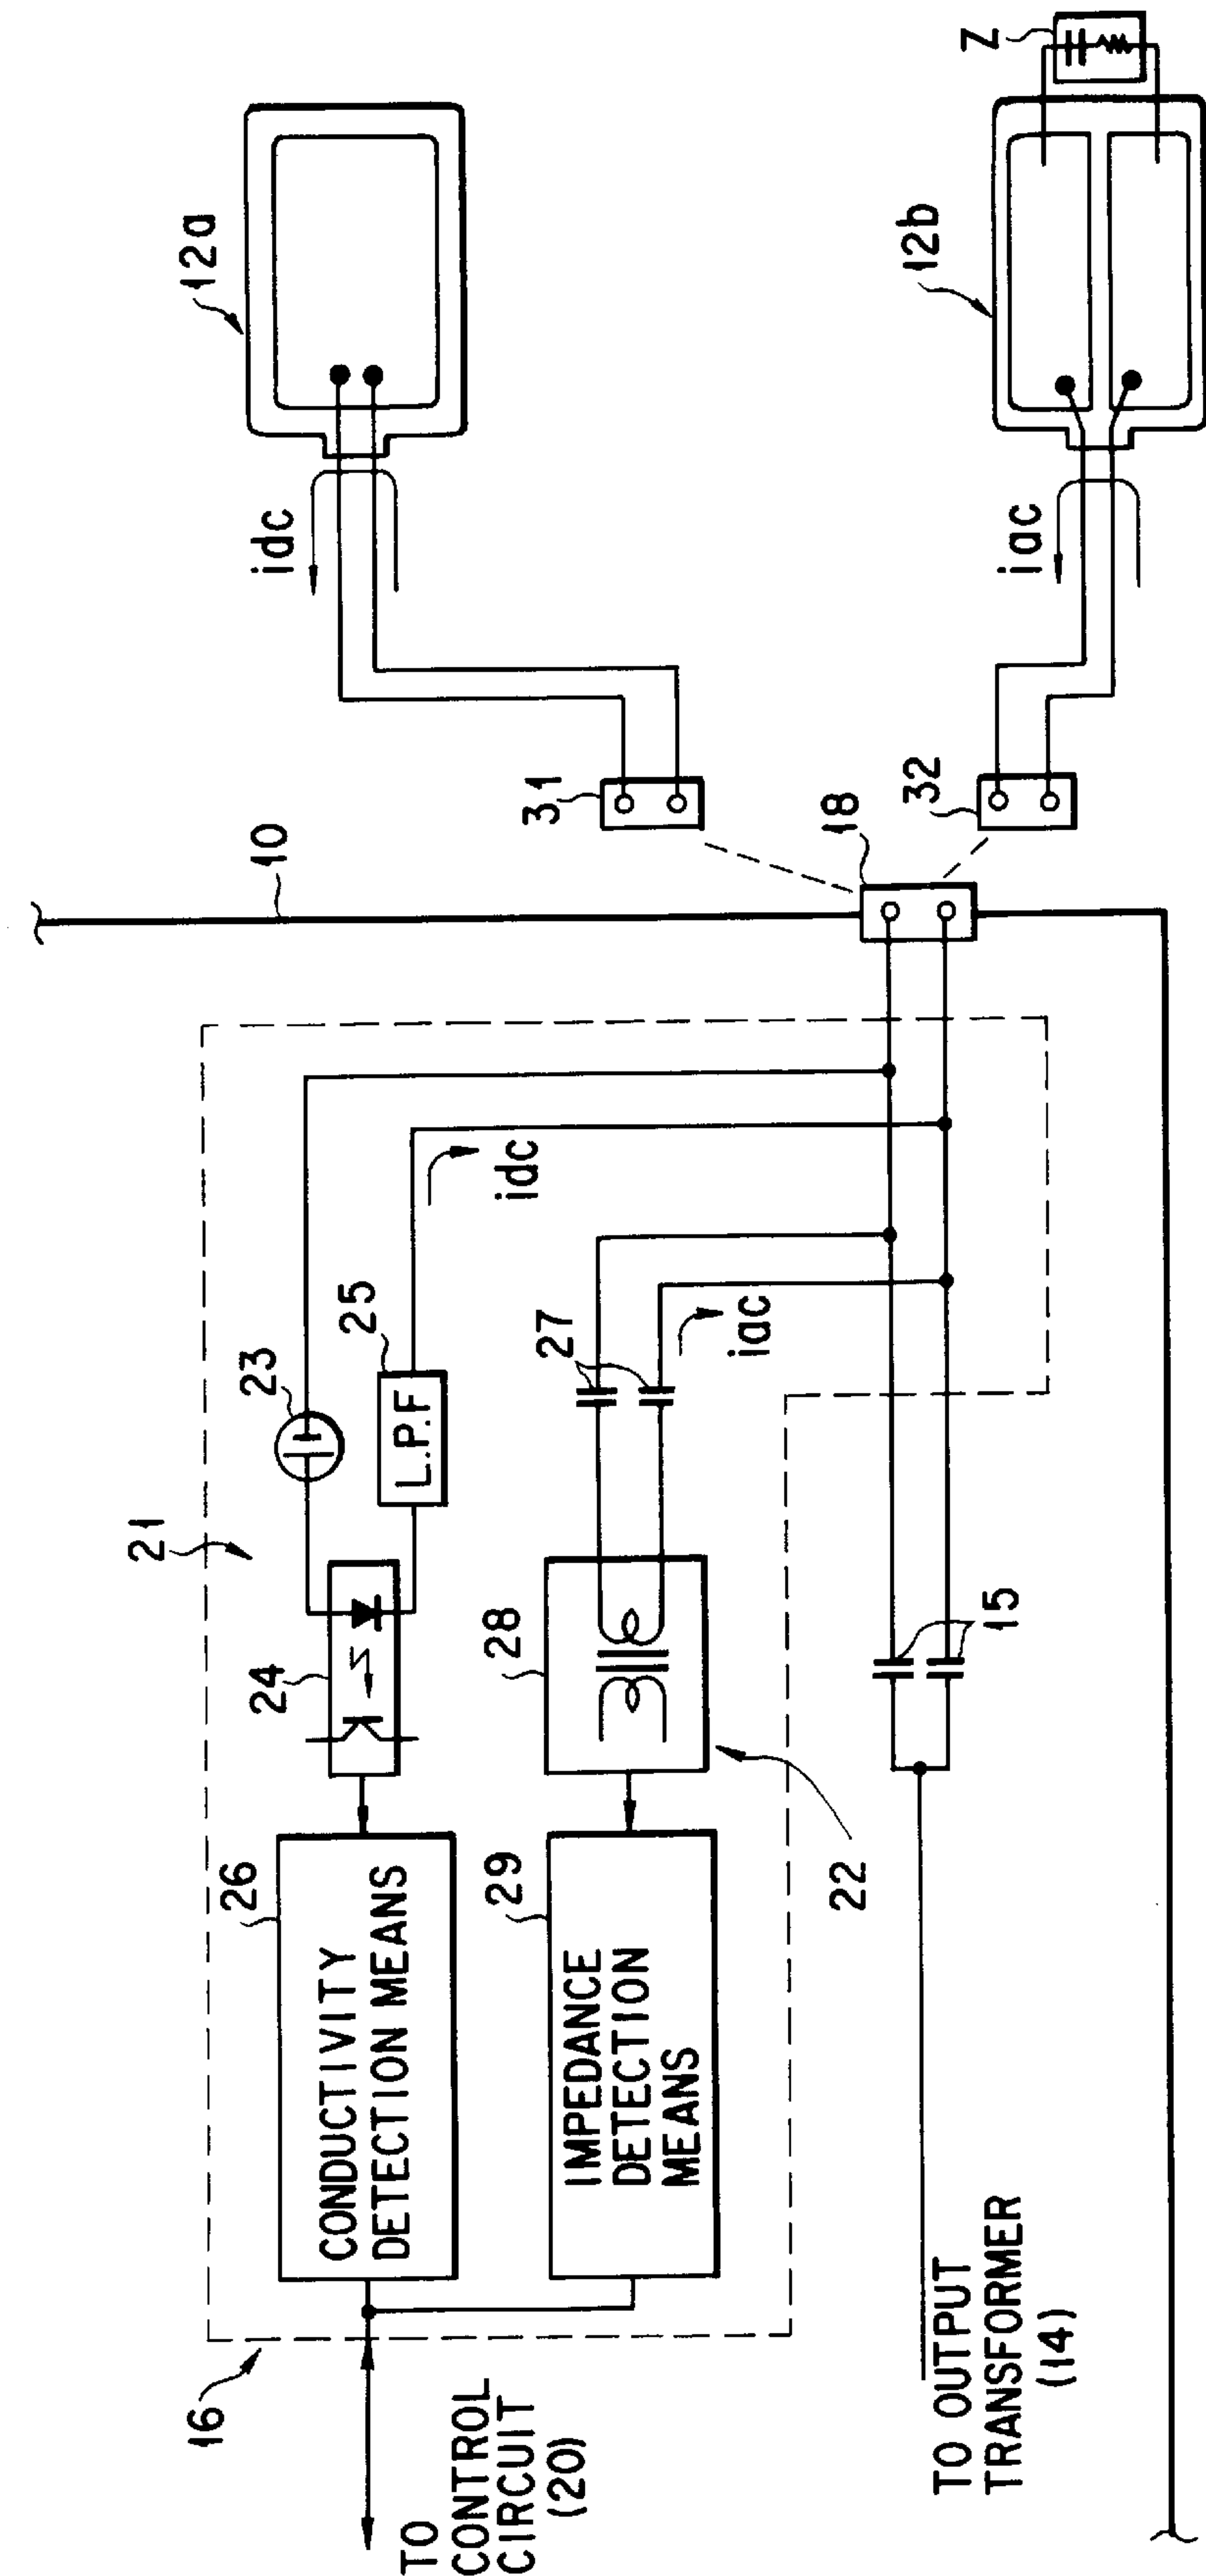 16
TO
CONTROL
CIRCUIT
(20)
26
CONDUCTIVITY
DETECTION MEANS
24
21
23
25
L.P.F
idc
29
IMPEDANCE
DETECTION
MEANS
28
22
27
iac
TO OUTPUT
TRANSFORMER
(14)
15
10
18
31
32
idc
12a
iac
12b
Z